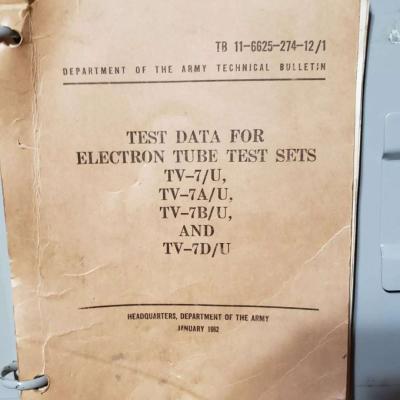 TB 11-6625-274-12/1
DEPARTMENT OF THE ARMY TECHNICAL BULLETIN
TEST DATA FOR
ELECTRON TUBE TEST SETS
TV-7/U,
TV-7A/U,
TV-7B/U,
AND
TV-7D/U
HEADQUARTERS, DEPARTMENT OF THE ARMY
JANUARY 1962